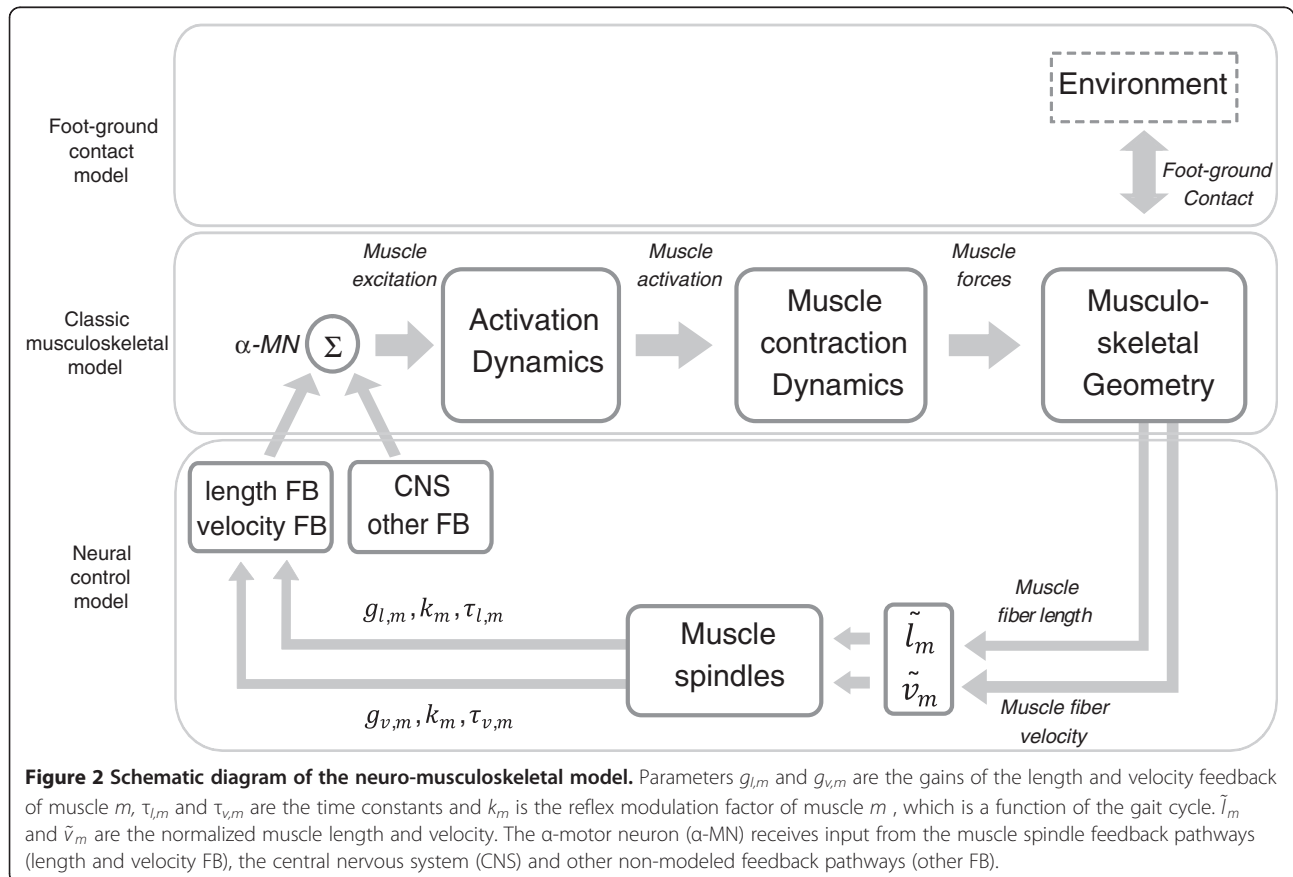 Environment
Foot-ground
contact
model
Foot-ground
Contact
Muscle
excitation
Muscle
activation
Muscle
forces
Classic
musculoskeletal
model
α-MN
Σ
Activation
Dynamics
Muscle
contraction
Dynamics
Musculo-
skeletal
Geometry
length FB
velocity FB
CNS
other FB
Neural
control
model
g_{l,m}, k_m, τ_{l,m}
Muscle
spindles
l̃_m
ṽ_m
Muscle
fiber length
g_{v,m}, k_m, τ_{v,m}
Muscle fiber
velocity
Figure 2 Schematic diagram of the neuro-musculoskeletal model. Parameters g_{l,m} and g_{v,m} are the gains of the length and velocity feedback
of muscle m, τ_{l,m} and τ_{v,m} are the time constants and k_m is the reflex modulation factor of muscle m , which is a function of the gait cycle. l̃_m
and ṽ_m are the normalized muscle length and velocity. The α-motor neuron (α-MN) receives input from the muscle spindle feedback pathways
(length and velocity FB), the central nervous system (CNS) and other non-modeled feedback pathways (other FB).